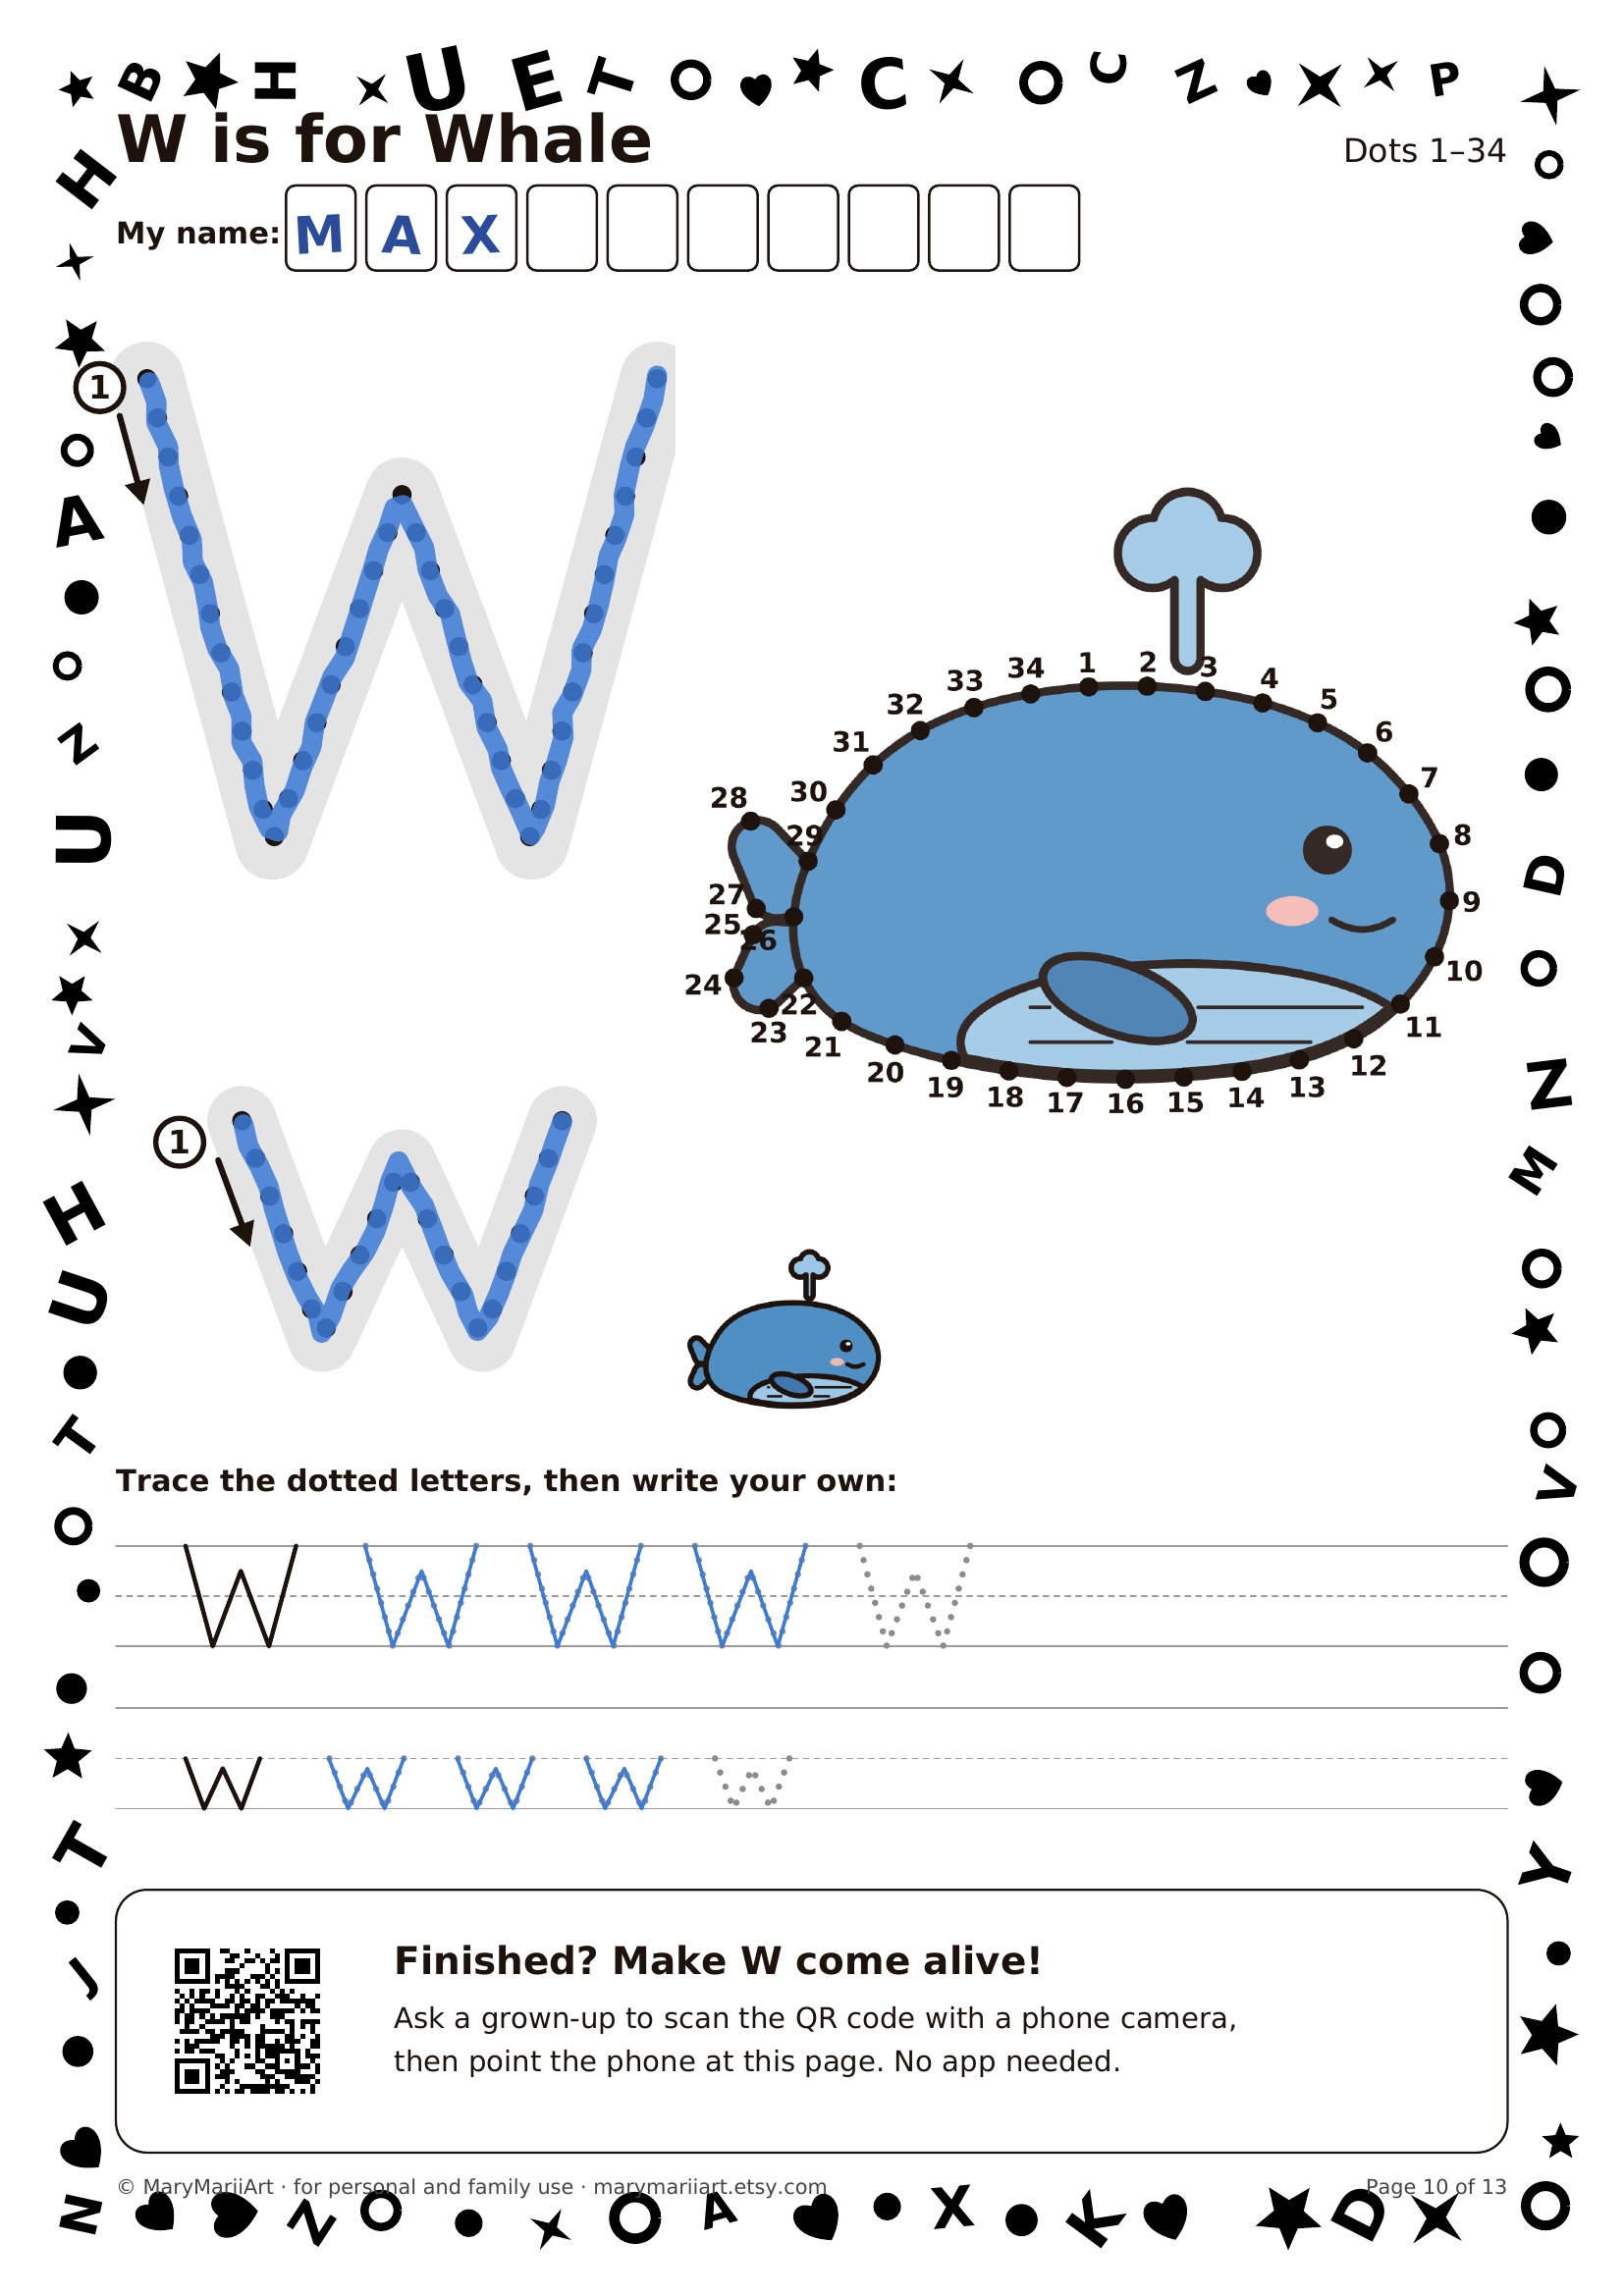 B H U E T O C O C Z X X P
W is for Whale
Dots 1–34
My name: M A X
1
W
34 1 2 3 4 5 6 7 8 9 10 11 12 13 14 15 16 17 18 19 20 21 22 23 24 25 26 27 28 29 30 31 32 33
1
w
Trace the dotted letters, then write your own:
W W W W W
w w w w w
Finished? Make W come alive!
Ask a grown-up to scan the QR code with a phone camera,
then point the phone at this page. No app needed.
© MaryMariiArt · for personal and family use · marymariiart.etsy.com
Page 10 of 13
H A U Z U V H U T O T J N
O O O O D O Z M O O V O O Y O
Z O O A X K D